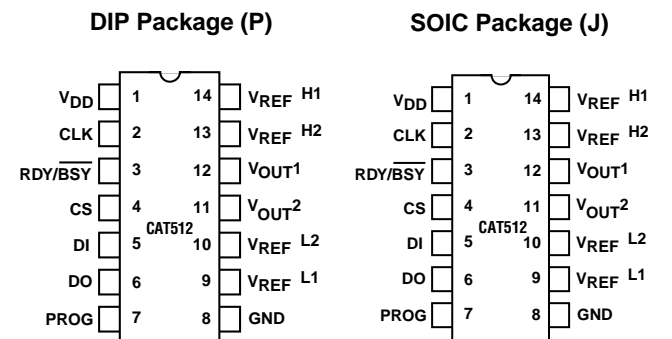 DIP Package (P)
SOIC Package (J)
VDD 1 14 VREF H1
CLK 2 13 VREF H2
RDY/BSY 3 12 VOUT1
CS 4 11 VOUT2
CAT512
DI 5 10 VREF L2
DO 6 9 VREF L1
PROG 7 8 GND
VDD 1 14 VREF H1
CLK 2 13 VREF H2
RDY/BSY 3 12 VOUT1
CS 4 11 VOUT2
CAT512
DI 5 10 VREF L2
DO 6 9 VREF L1
PROG 7 8 GND